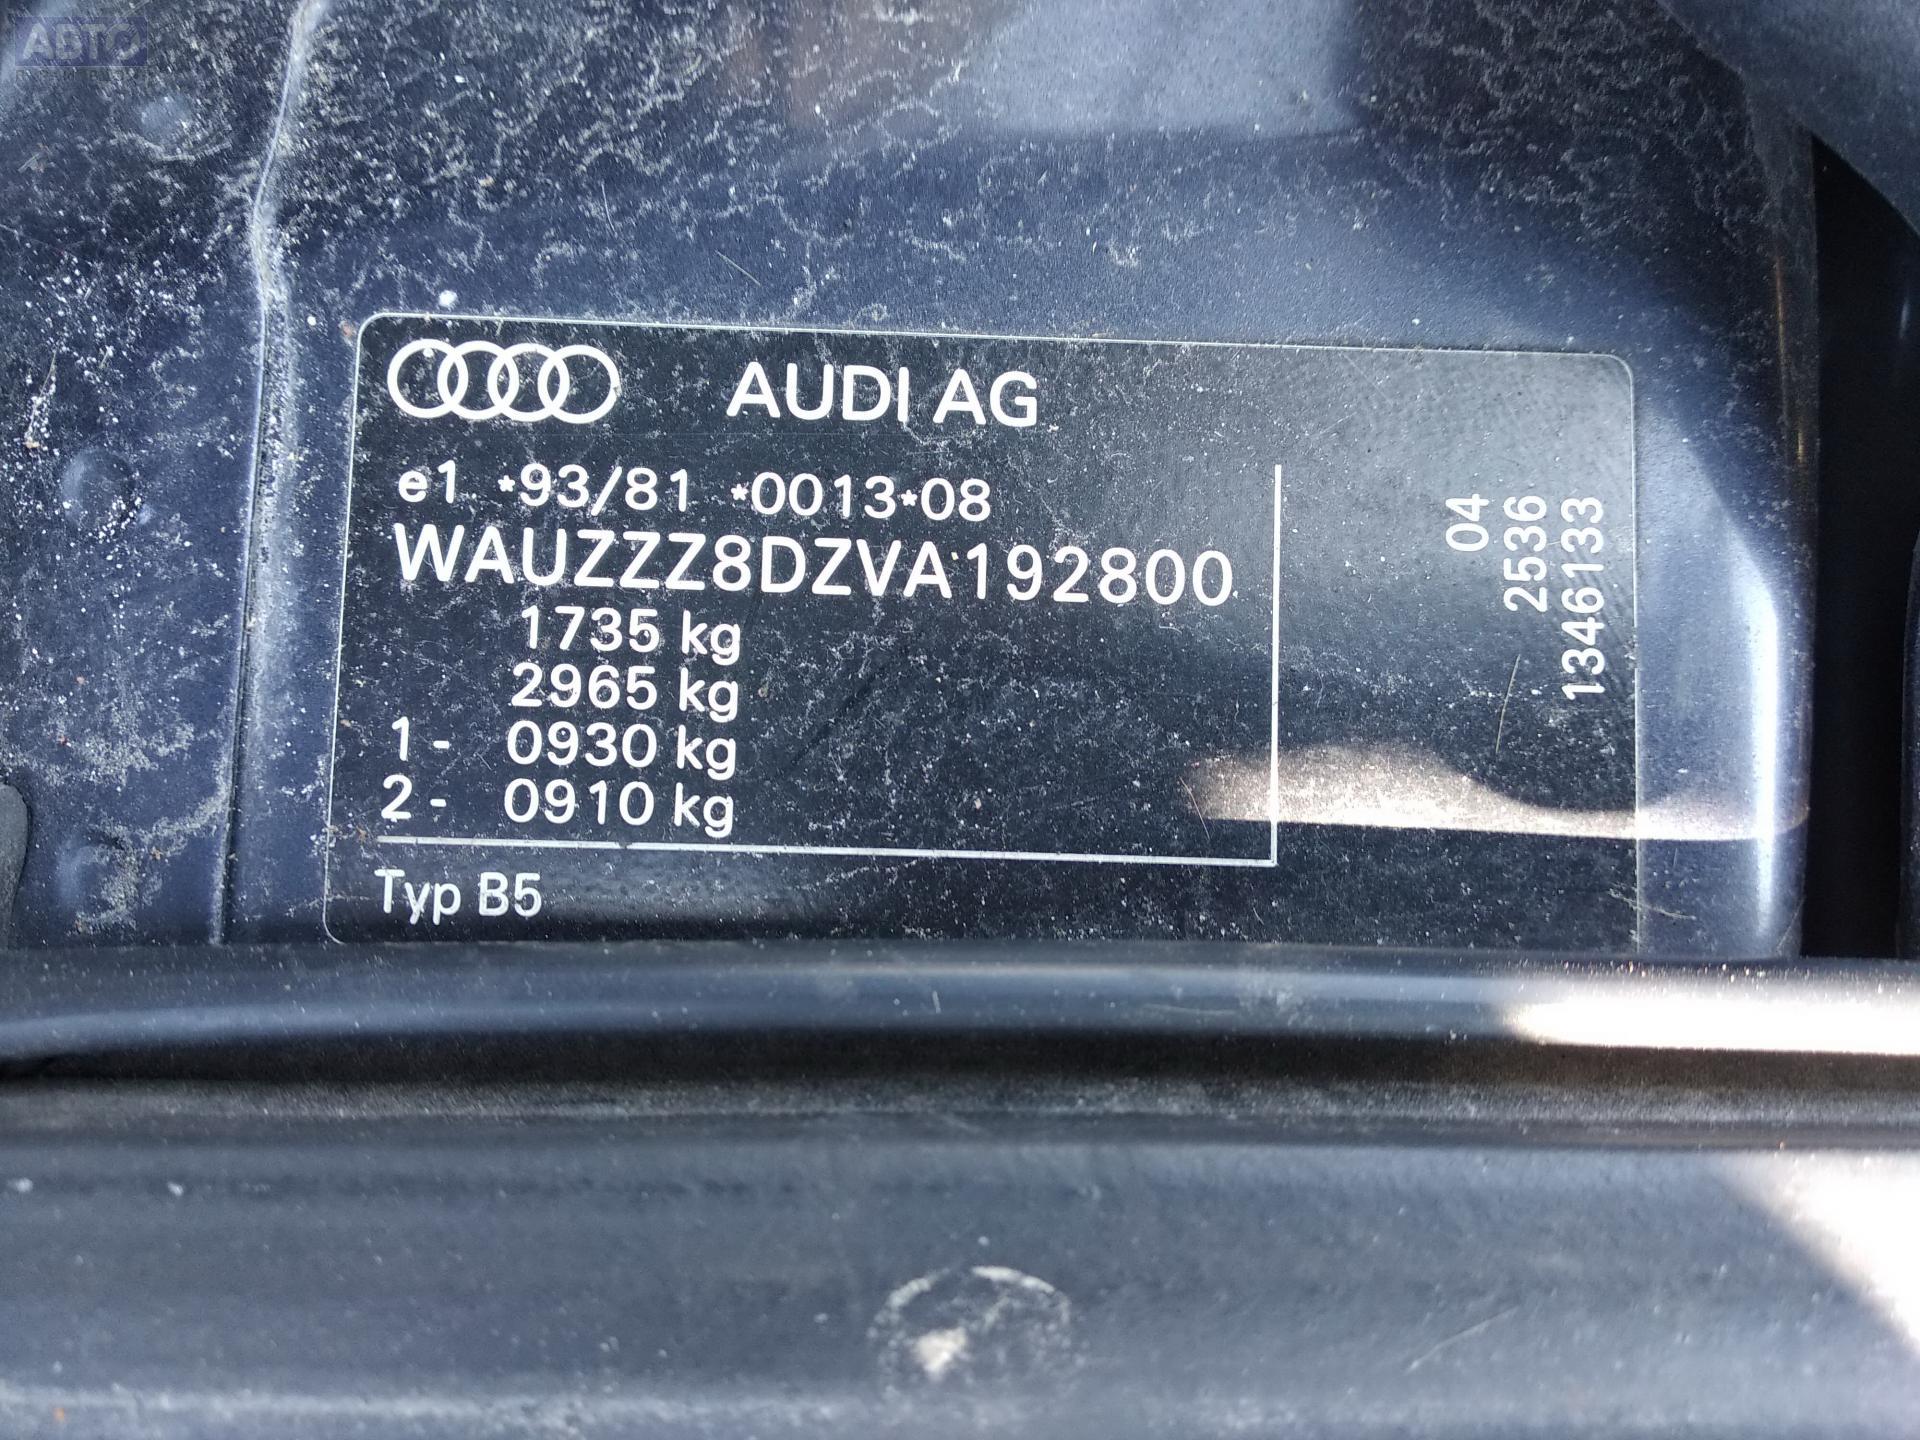 АВТО
AUDI AG
e1 *93/81 *0013*08
WAUZZZ8DZVA192800
1735 kg
2965 kg
1- 0930 kg
2- 0910 kg
Typ B5
04
2536
1346133